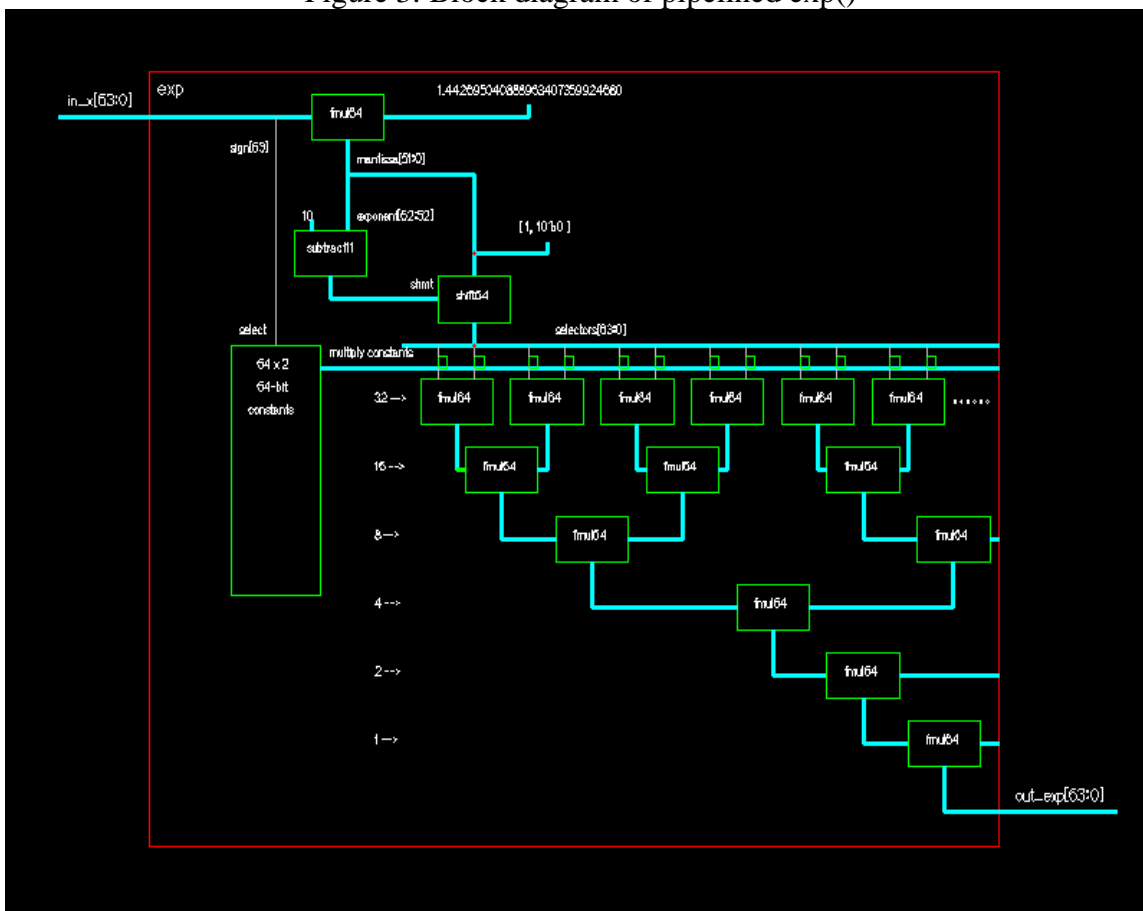 Figure 3: Block diagram of pipelined exp()
in_x[63:0]
exp
fmul64
1.442695040888963407359924680
sign[63]
mantissa[51:0]
10
exponent[62:52]
[1, 10'b0 ]
subtract11
shmt
shift64
select
selectors[63:0]
64 x 2
64-bit
constants
multiply constants
32-->
fmul64 fmul64 fmul64 fmul64 fmul64 fmul64 ......
16-->
fmul64 fmul64 fmul64
8-->
fmul64 fmul64
4-->
fmul64
2-->
fmul64
1-->
fmul64
out_exp[63:0]